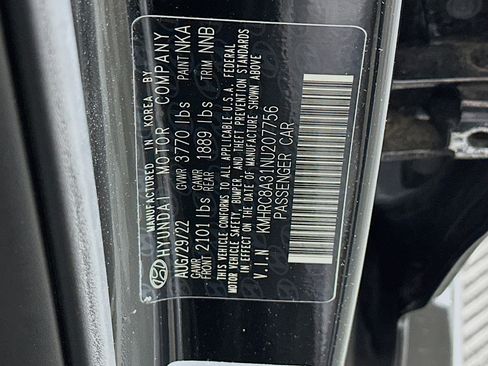 MANUFACTURED IN KOREA BY
HYUNDAI MOTOR COMPANY
AUG/29/22 GVWR 3770 lbs PAINT NKA
GAWR FRONT 2101 lbs GAWR REAR 1889 lbs TRIM NNB
THIS VEHICLE CONFORMS TO ALL APPLICABLE U.S.A. FEDERAL
MOTOR VEHICLE SAFETY, BUMPER, AND THEFT PREVENTION STANDARDS
IN EFFECT ON THE DATE OF MANUFACTURE SHOWN ABOVE
V.I.N KMHRC8A31NU207756
PASSENGER CAR